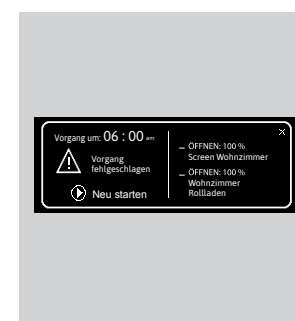 Vorgang um: 06 : 00 am
Vorgang
fehlgeschlagen
Neu starten
– ÖFFNEN: 100 %
Screen Wohnzimmer
– ÖFFNEN: 100 %
Wohnzimmer
Rollladen